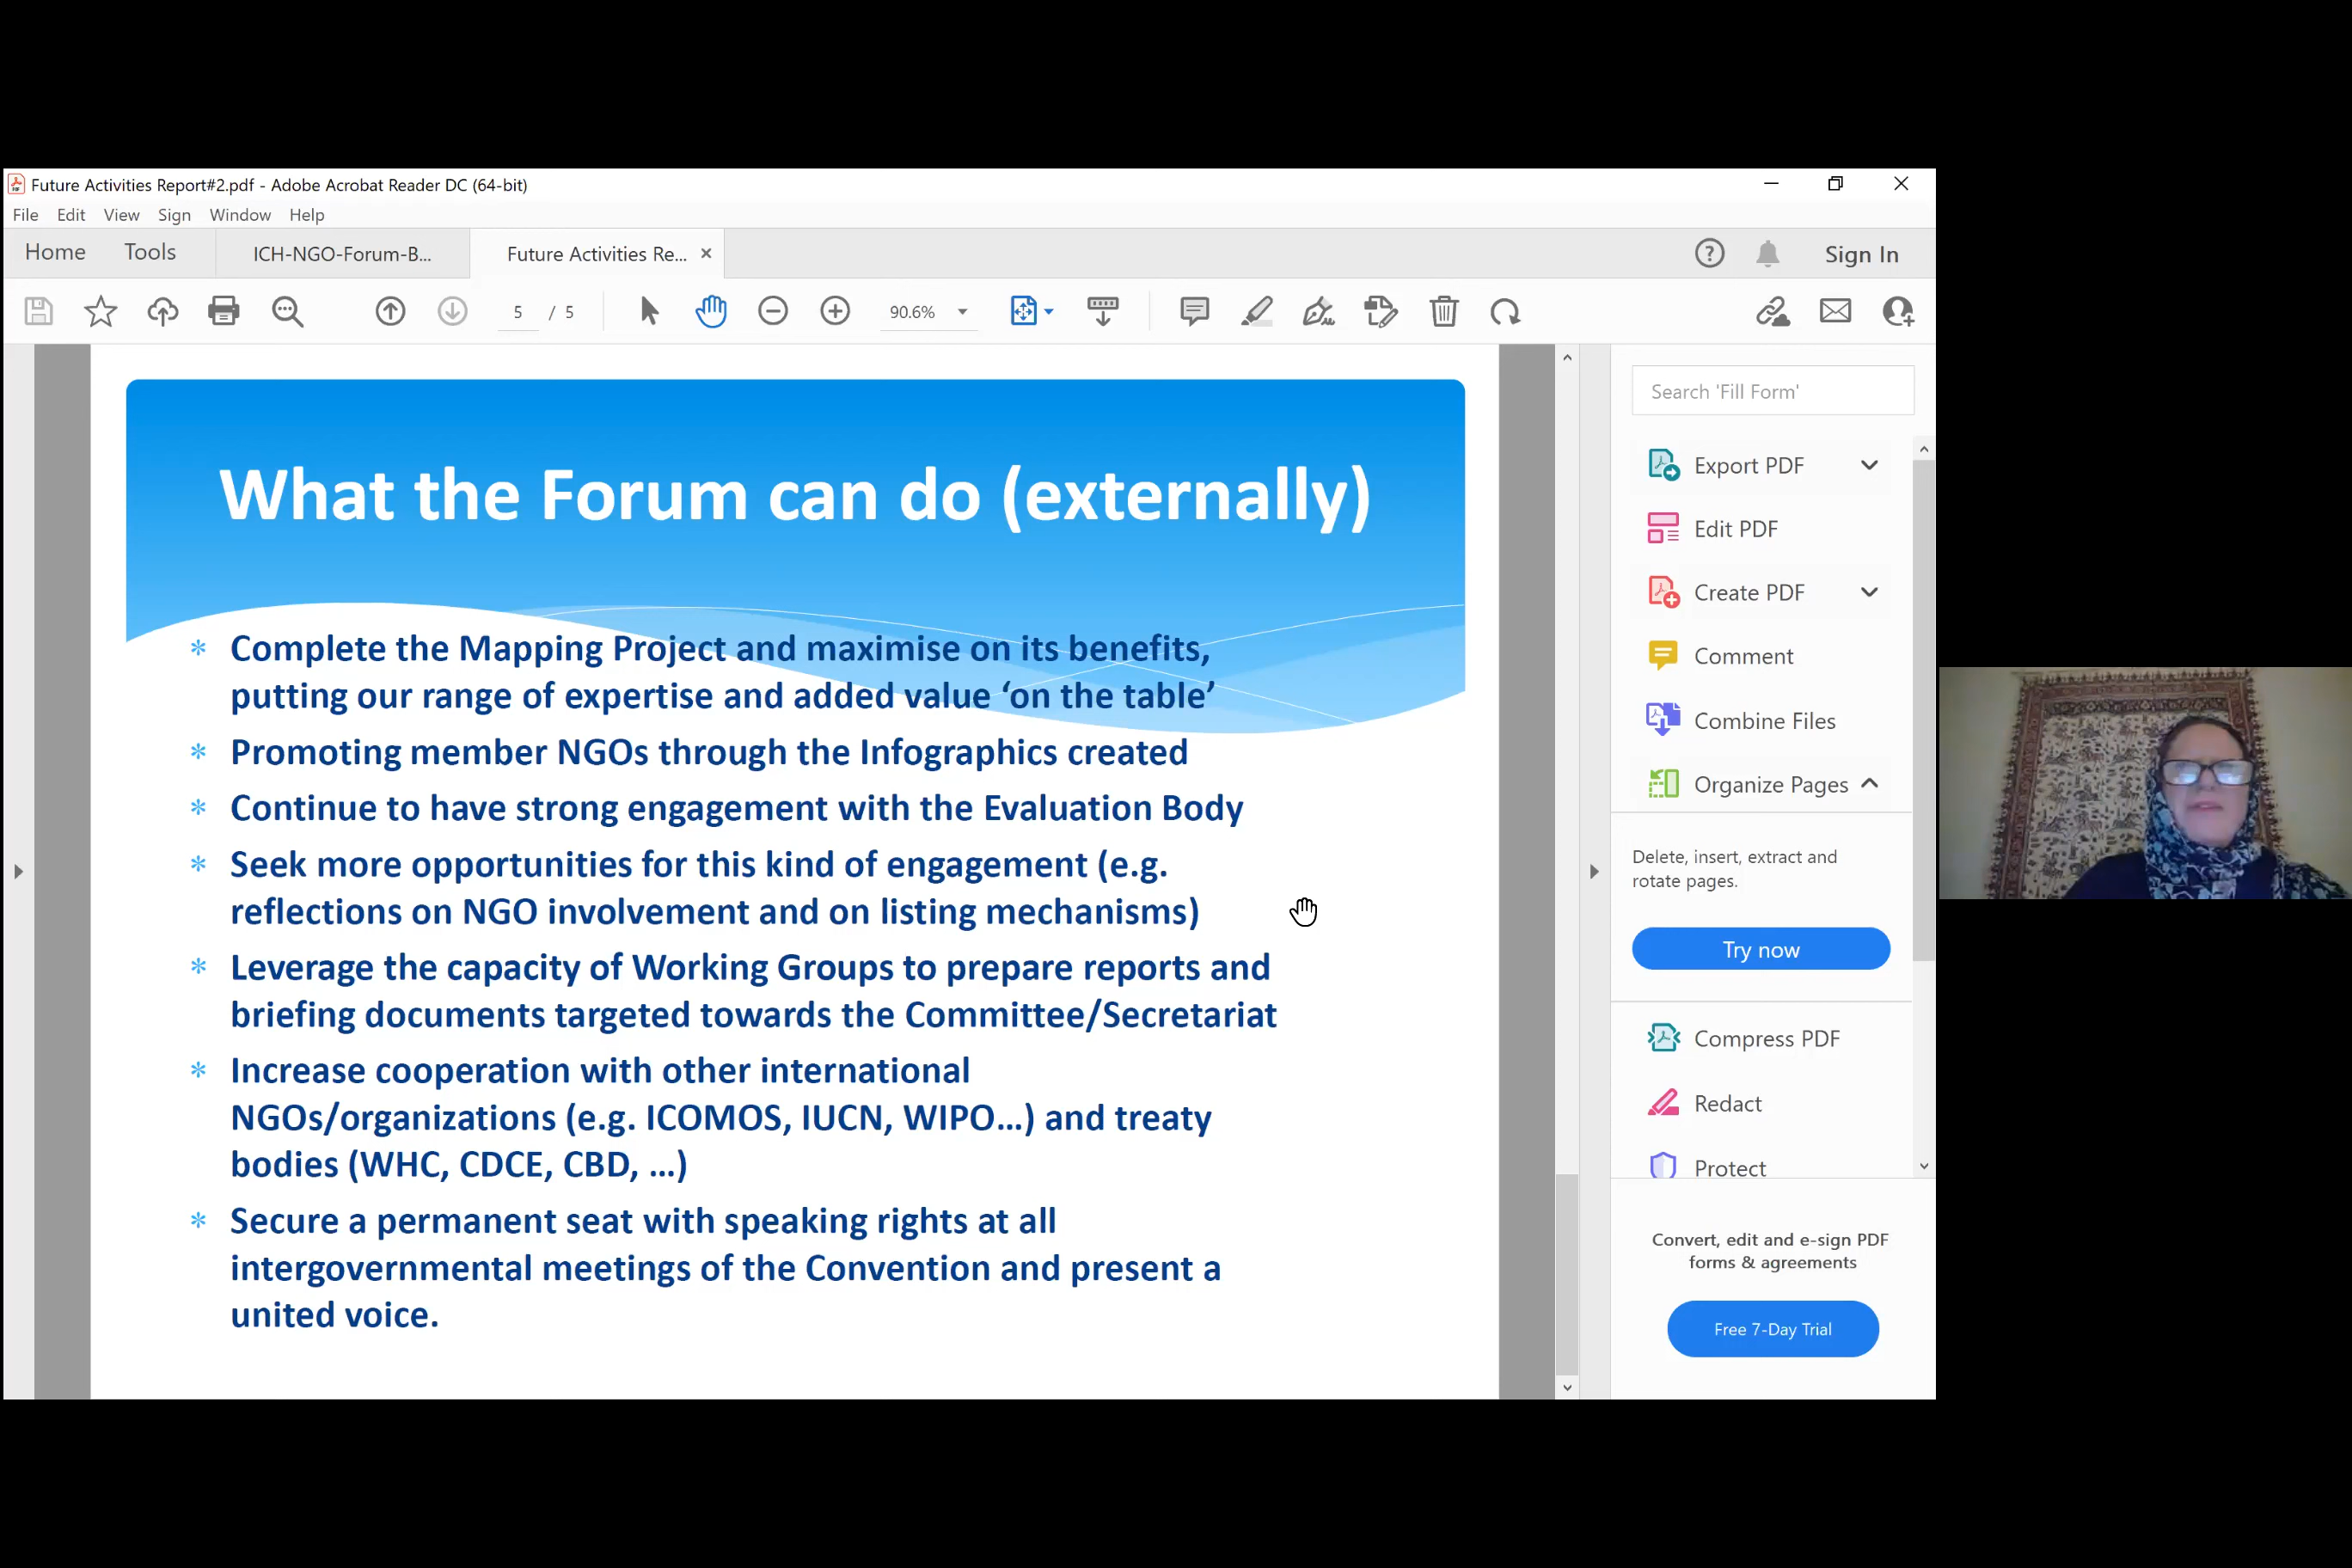 Future Activities Report#2.pdf - Adobe Acrobat Reader DC (64-bit)
File Edit View Sign Window Help
Home Tools ICH-NGO-Forum-B... Future Activities Re... × Sign In
5 / 5 90.6%
What the Forum can do (externally)
* Complete the Mapping Project and maximise on its benefits,
putting our range of expertise and added value ‘on the table’
* Promoting member NGOs through the Infographics created
* Continue to have strong engagement with the Evaluation Body
* Seek more opportunities for this kind of engagement (e.g.
reflections on NGO involvement and on listing mechanisms)
* Leverage the capacity of Working Groups to prepare reports and
briefing documents targeted towards the Committee/Secretariat
* Increase cooperation with other international
NGOs/organizations (e.g. ICOMOS, IUCN, WIPO...) and treaty
bodies (WHC, CDCE, CBD, ...)
* Secure a permanent seat with speaking rights at all
intergovernmental meetings of the Convention and present a
united voice.
Search 'Fill Form'
Export PDF
Edit PDF
Create PDF
Comment
Combine Files
Organize Pages
Delete, insert, extract and
rotate pages.
Try now
Compress PDF
Redact
Protect
Convert, edit and e-sign PDF
forms & agreements
Free 7-Day Trial